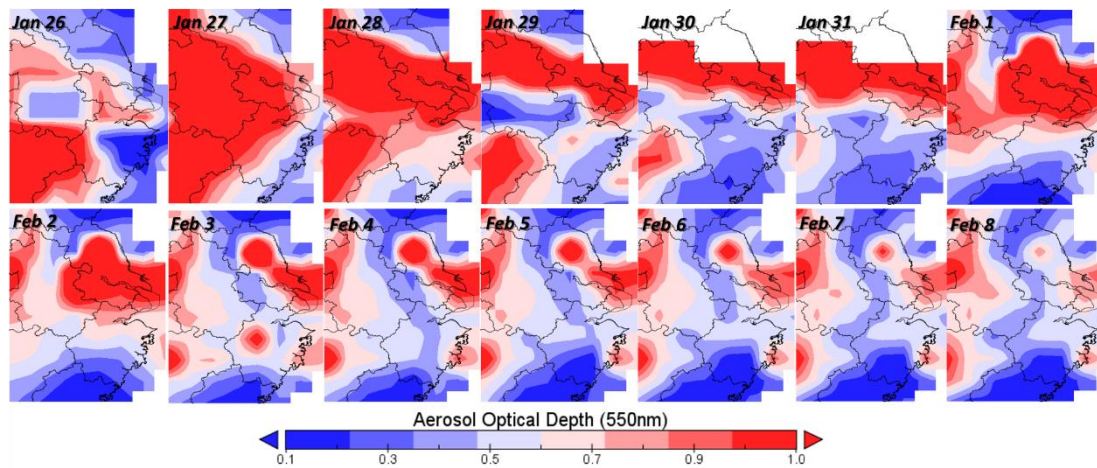 Jan 26 Jan 27 Jan 28 Jan 29 Jan 30 Jan 31 Feb 1
Feb 2 Feb 3 Feb 4 Feb 5 Feb 6 Feb 7 Feb 8
Aerosol Optical Depth (550nm)
0.1 0.3 0.5 0.7 0.9 1.0